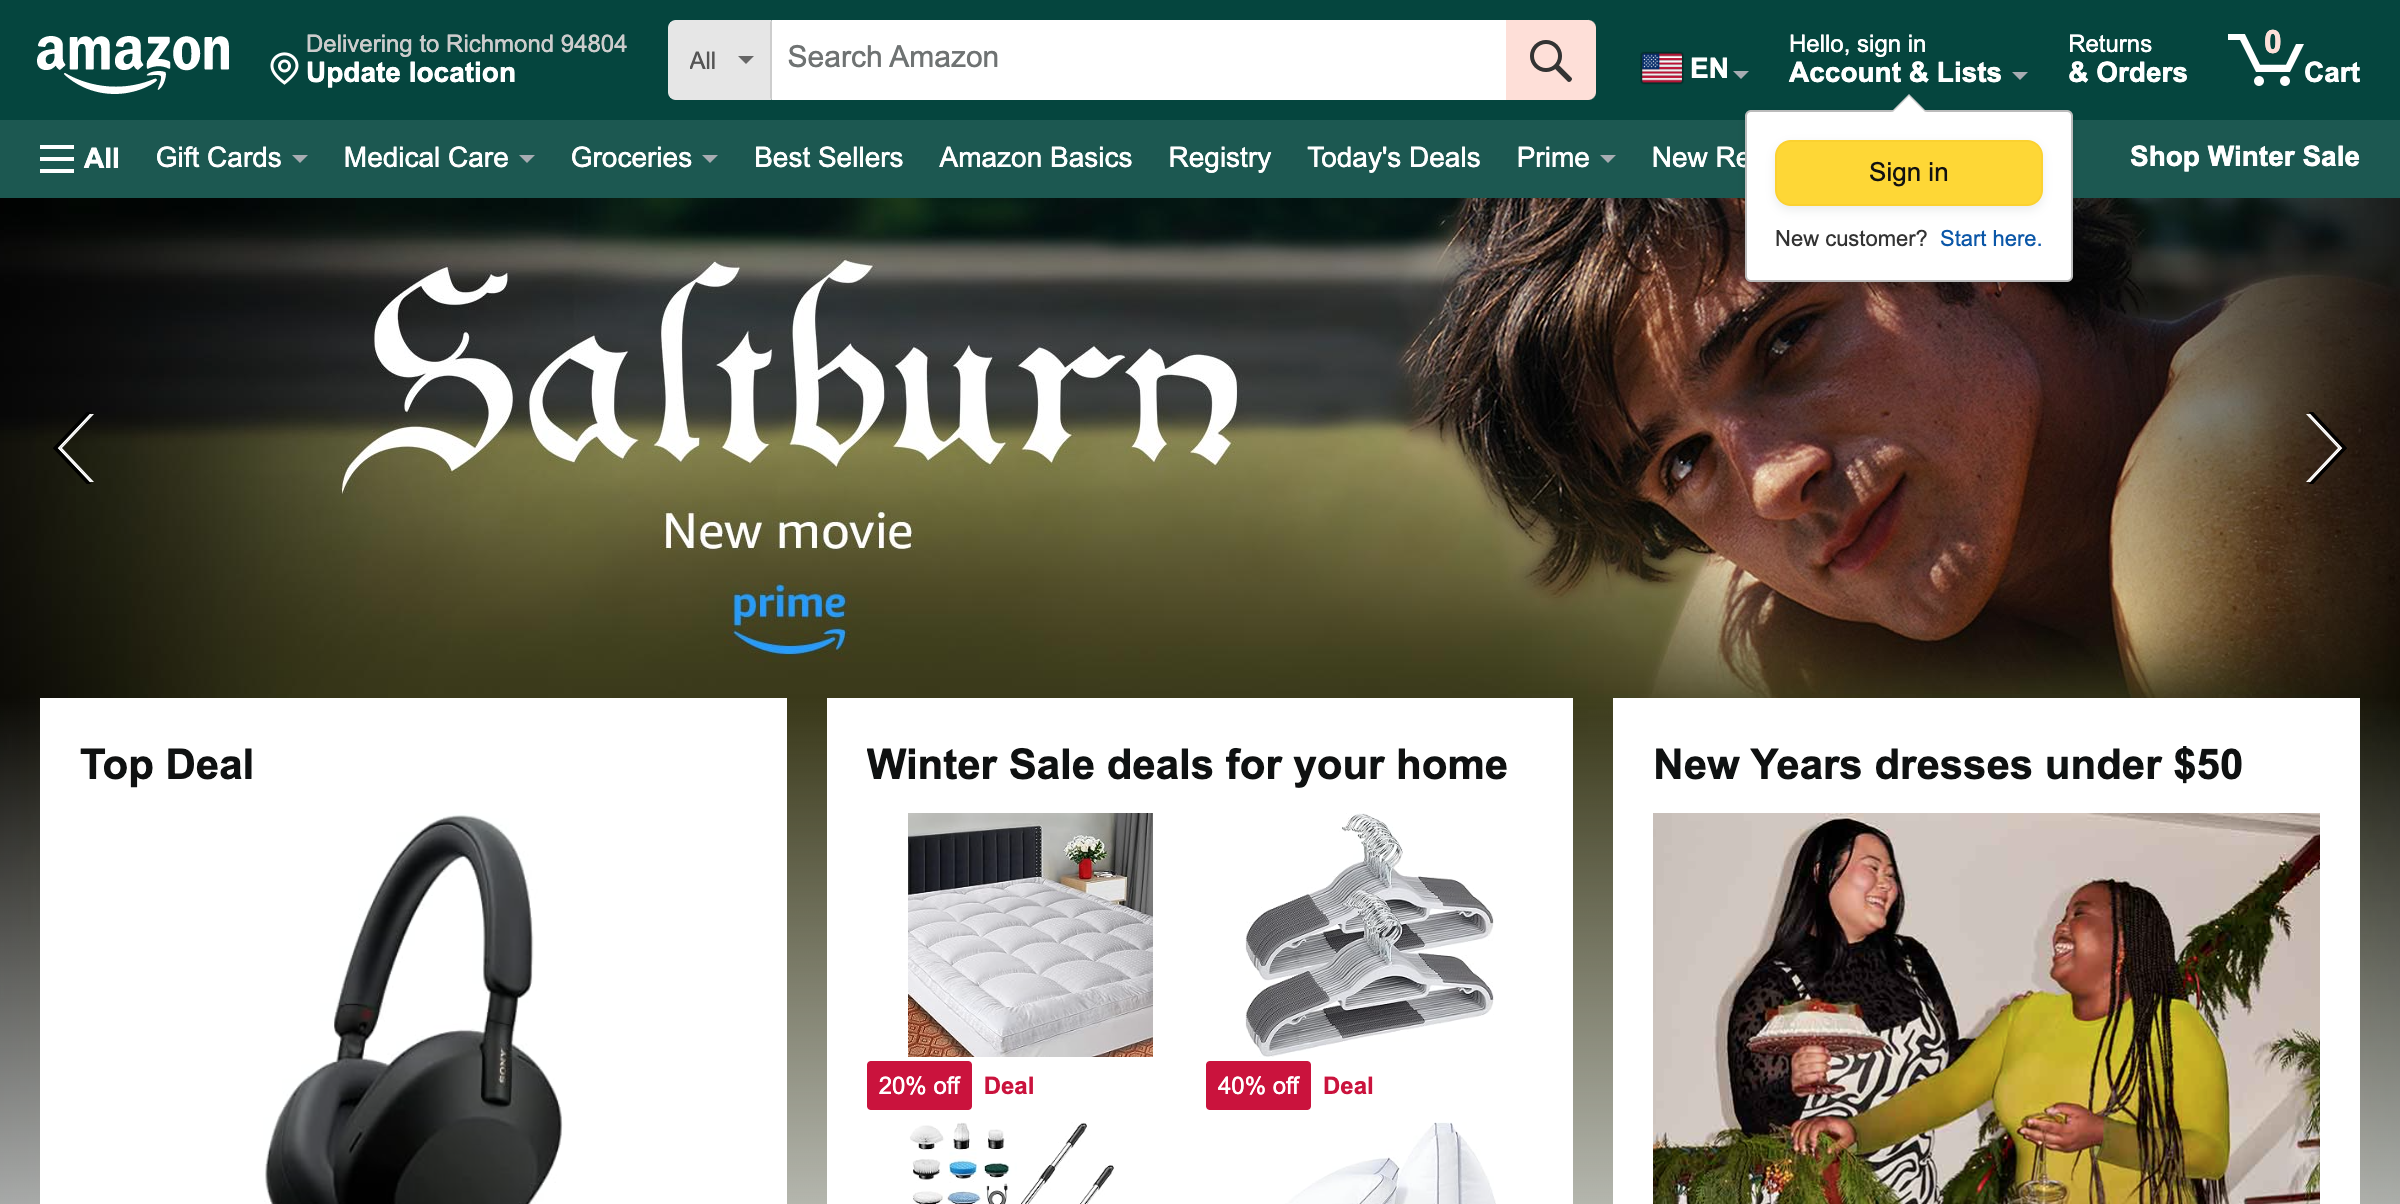 amazon
Delivering to Richmond 94804
Update location
All
Search Amazon
EN
Hello, sign in
Account & Lists
Returns
& Orders
0
Cart
All
Gift Cards
Medical Care
Groceries
Best Sellers
Amazon Basics
Registry
Today's Deals
Prime
New Re
Shop Winter Sale
Sign in
New customer? Start here.
Saltburn
New movie
prime
Top Deal
SONY
Winter Sale deals for your home
20% off Deal
40% off Deal
New Years dresses under $50